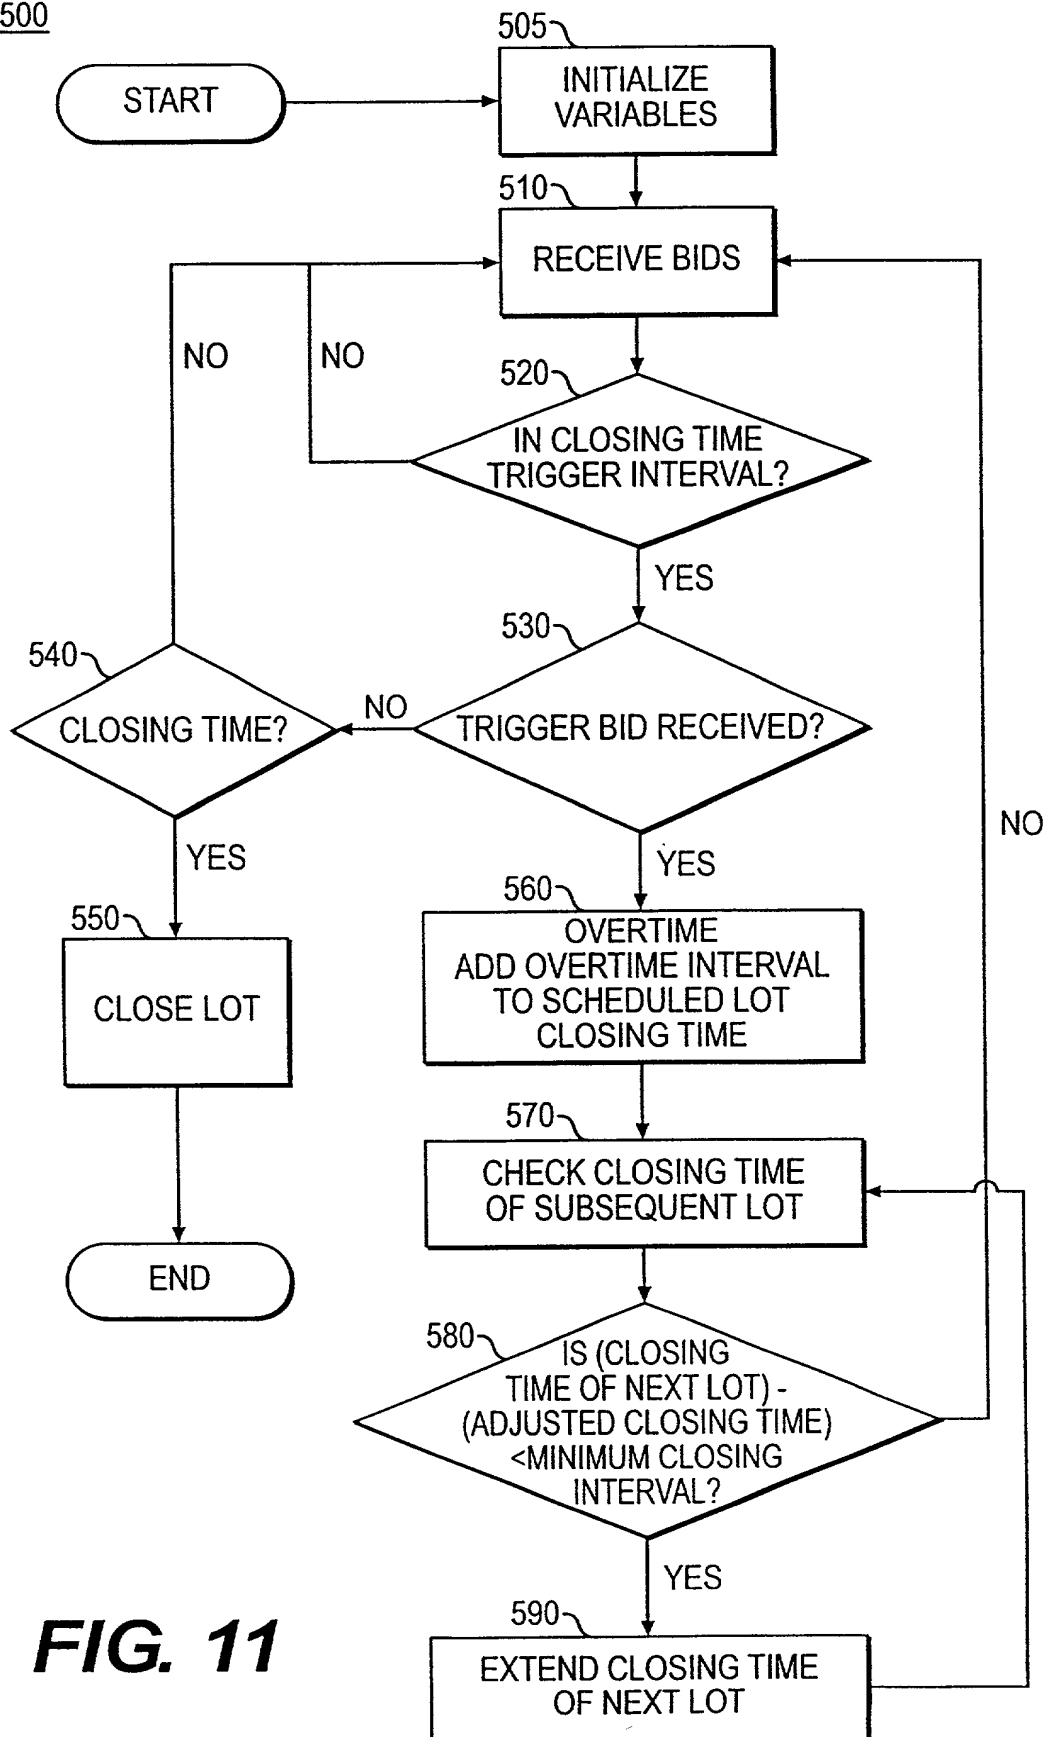 500
505
START
INITIALIZE
VARIABLES
510
RECEIVE BIDS
NO
NO
520
IN CLOSING TIME
TRIGGER INTERVAL?
YES
530
540
CLOSING TIME?
NO
TRIGGER BID RECEIVED?
NO
YES
YES
560
550
OVERTIME
ADD OVERTIME INTERVAL
TO SCHEDULED LOT
CLOSING TIME
CLOSE LOT
570
CHECK CLOSING TIME
OF SUBSEQUENT LOT
END
580
IS (CLOSING
TIME OF NEXT LOT) -
(ADJUSTED CLOSING TIME)
<MINIMUM CLOSING
INTERVAL?
YES
590
EXTEND CLOSING TIME
OF NEXT LOT
FIG. 11